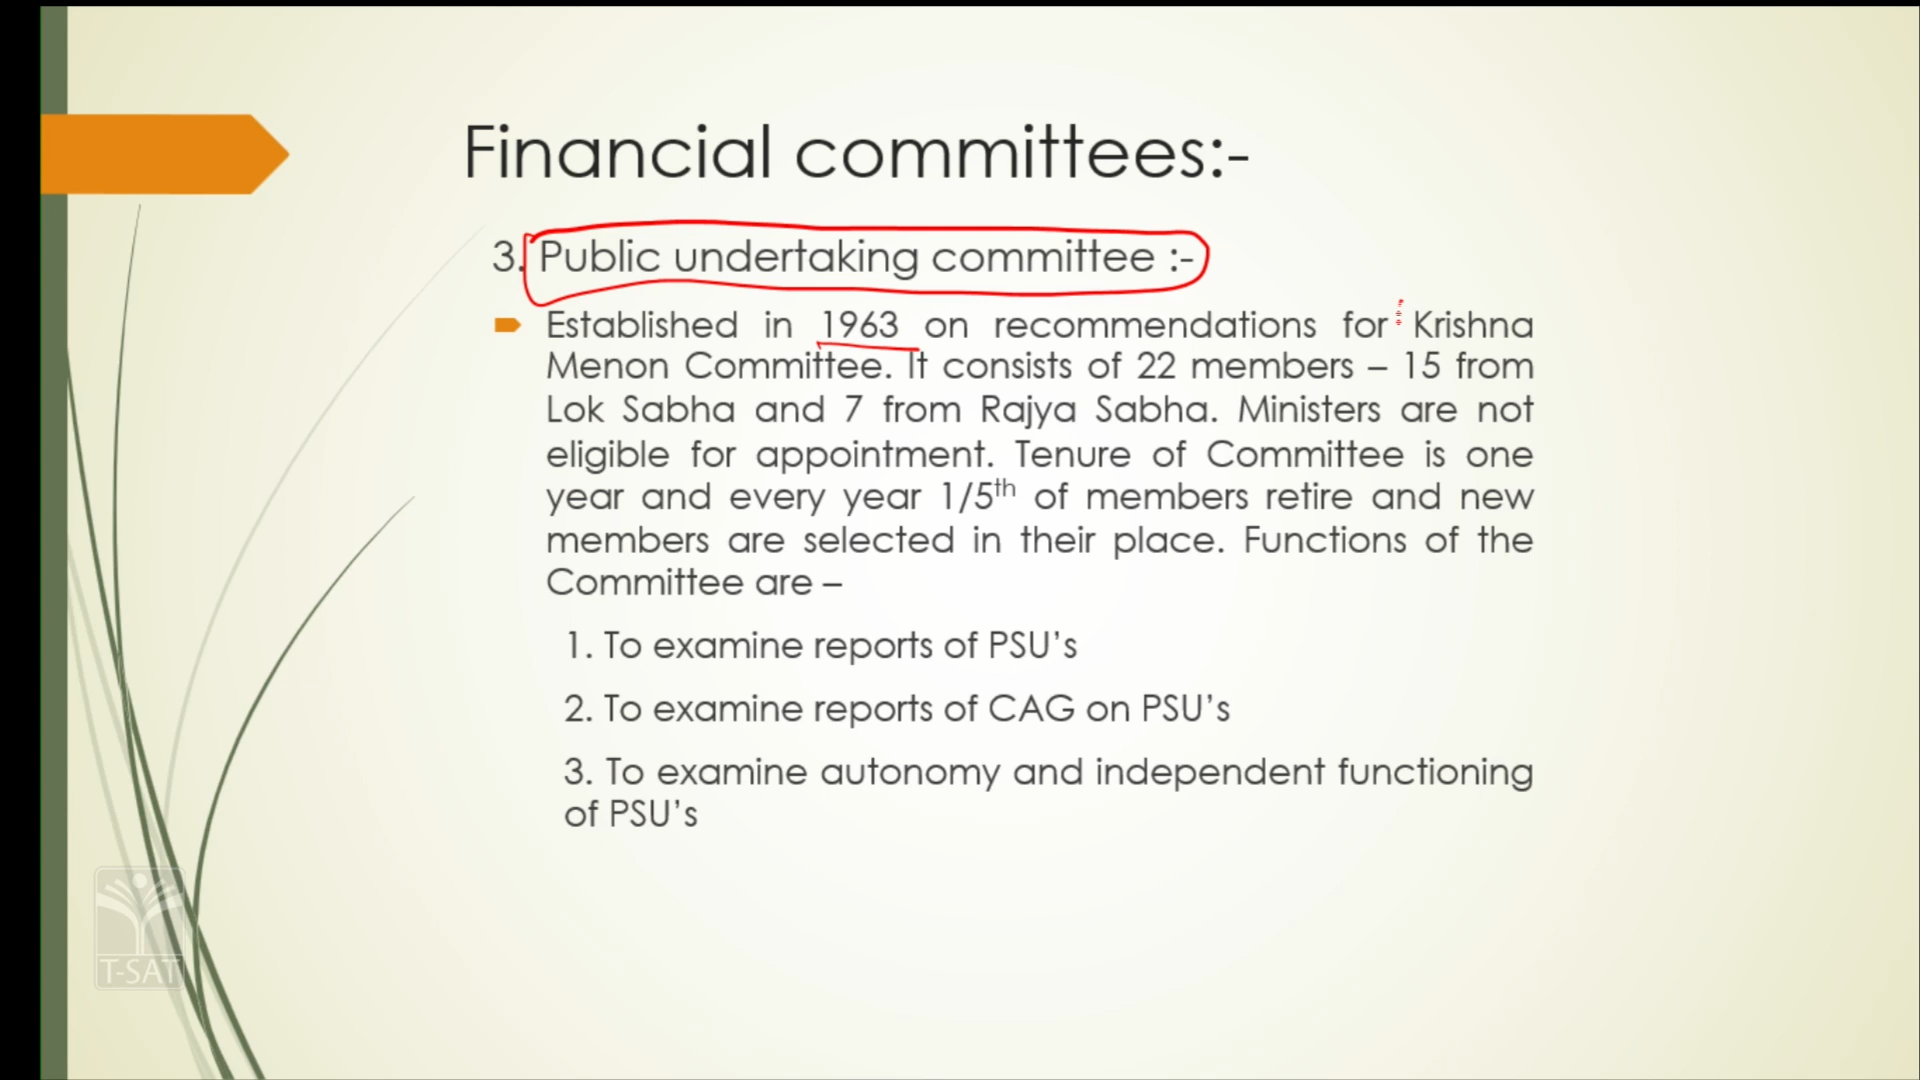 Financial committees:-
3. Public undertaking committee :-
Established in 1963 on recommendations for Krishna
Menon Committee. It consists of 22 members – 15 from
Lok Sabha and 7 from Rajya Sabha. Ministers are not
eligible for appointment. Tenure of Committee is one
year and every year 1/5th of members retire and new
members are selected in their place. Functions of the
Committee are –
1. To examine reports of PSU’s
2. To examine reports of CAG on PSU’s
3. To examine autonomy and independent functioning
of PSU’s
T-SAT